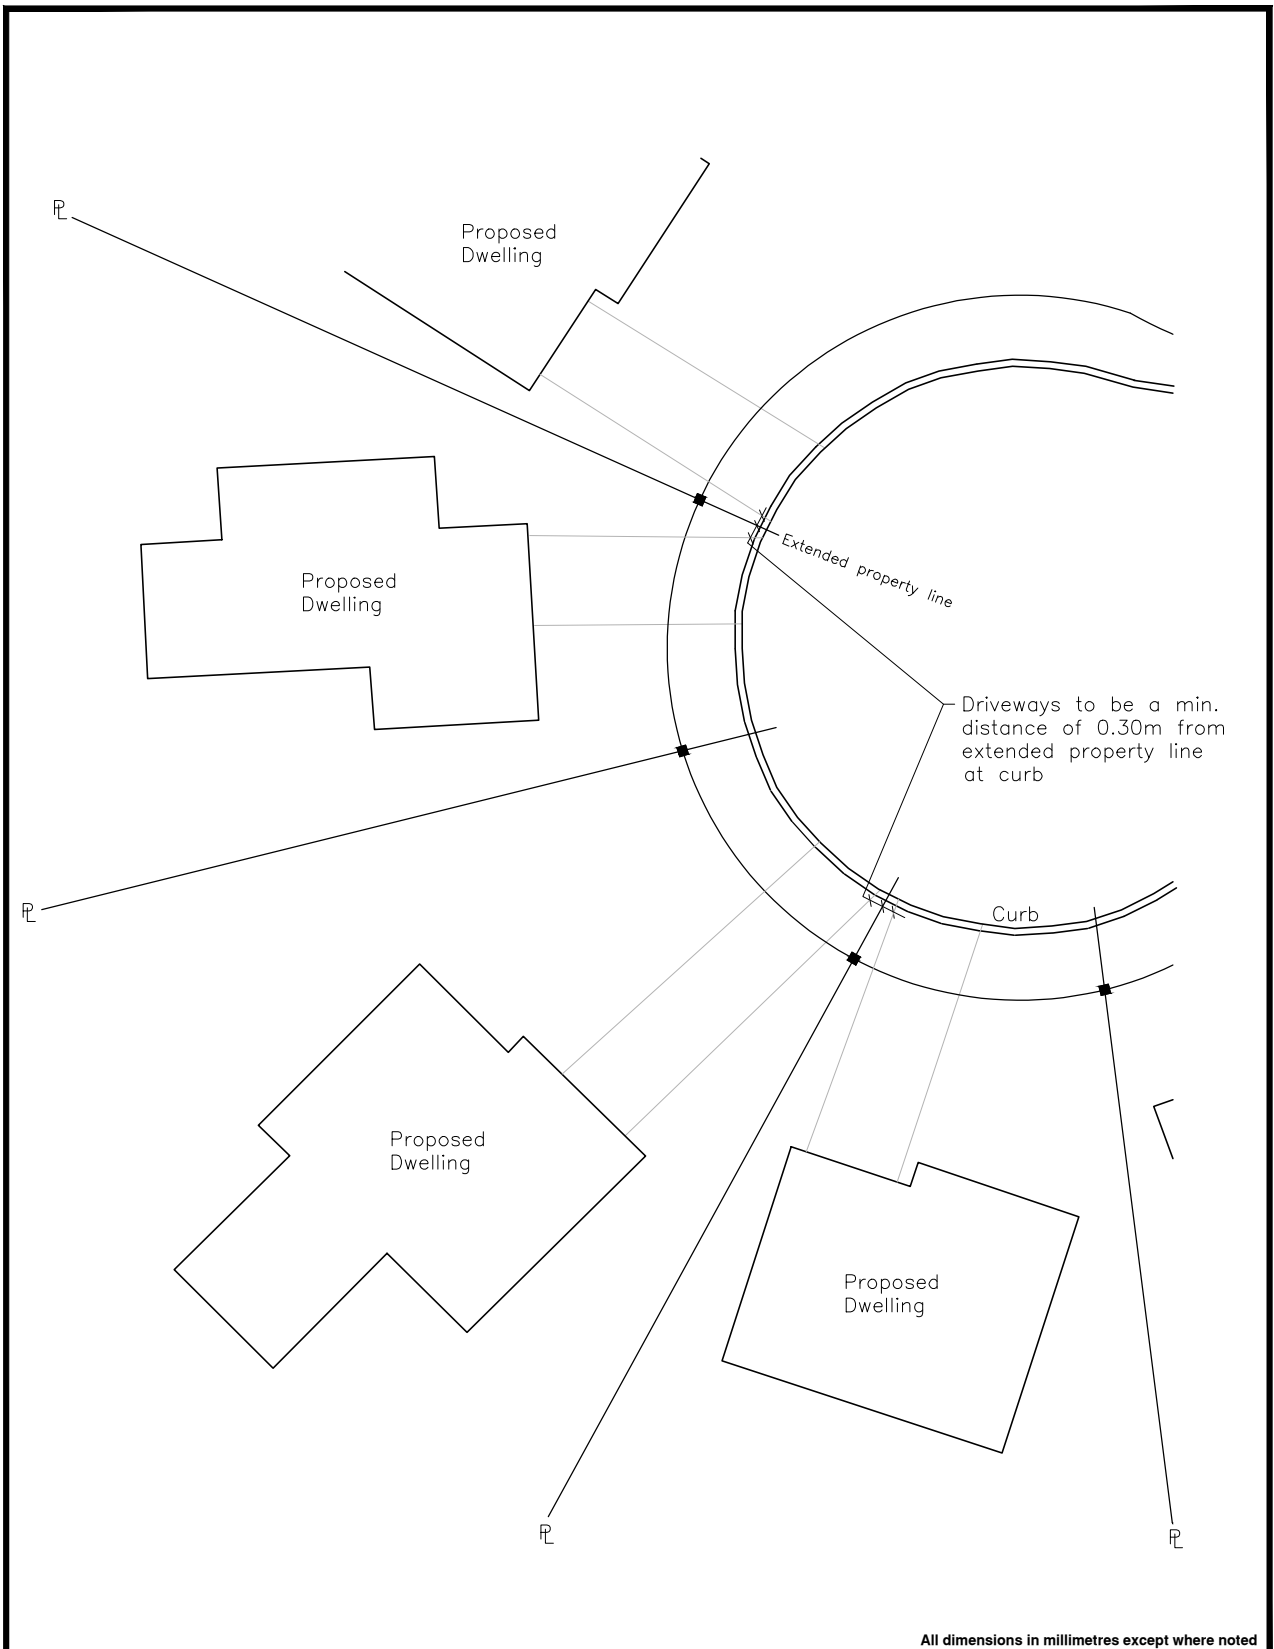 PL
Proposed
Dwelling
Extended property line
Proposed
Dwelling
Driveways to be a min.
distance of 0.30m from
extended property line
at curb
PL
Curb
Proposed
Dwelling
Proposed
Dwelling
PL
PL
All dimensions in millimetres except where noted